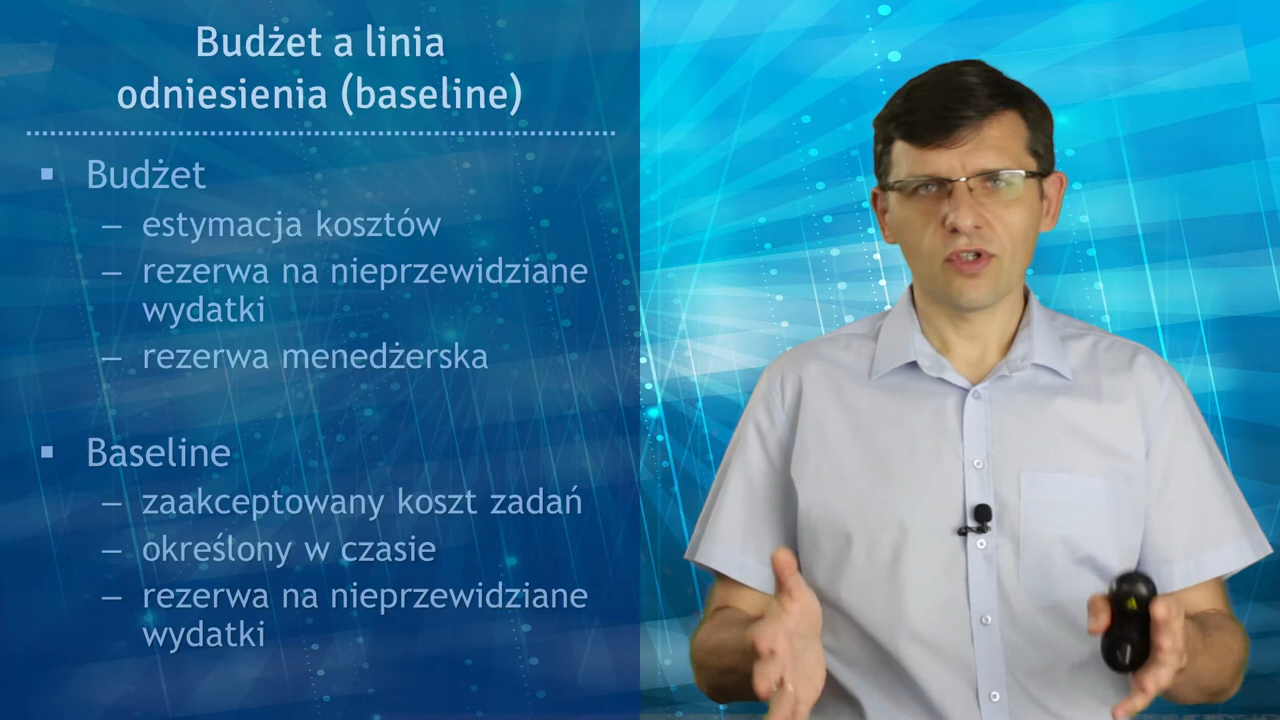 Budżet a linia
odniesienia (baseline)
▪ Budżet
– estymacja kosztów
– rezerwa na nieprzewidziane
wydatki
– rezerwa menedżerska
▪ Baseline
– zaakceptowany koszt zadań
– określony w czasie
– rezerwa na nieprzewidziane
wydatki